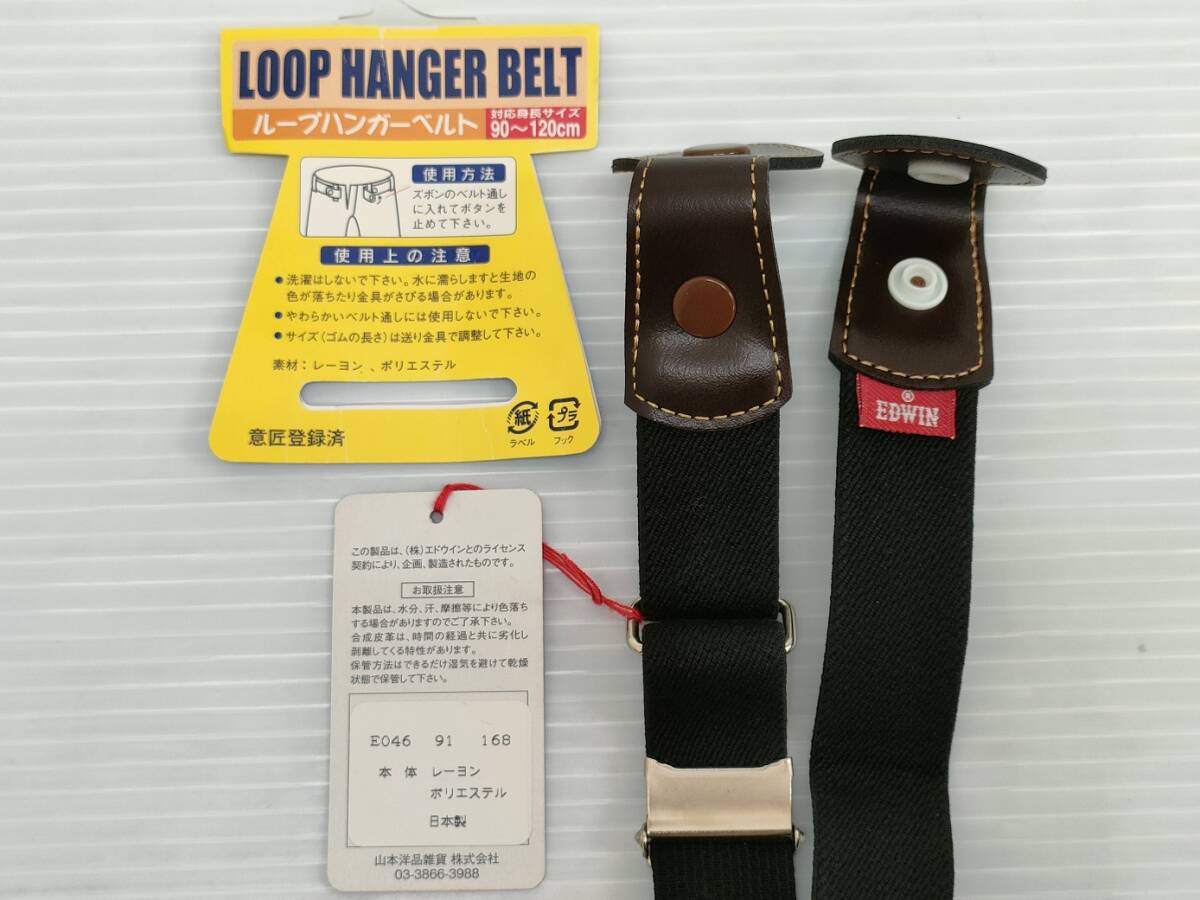 LOOP HANGER BELT
ループハンガーベルト
対応身長サイズ
90〜120cm
使用方法
ズボンのベルト通し
に入れてボタンを
止めて下さい。
使用上の注意
●洗濯はしないで下さい。水に濡らしますと生地の
色が落ちたり金具がさびる場合があります。
●やわらかいベルト通しには使用しないで下さい。
●サイズ(ゴムの長さ)は送り金具で調整して下さい。
素材：レーヨン 、ポリエステル
意匠登録済
紙
ラベル
プラ
フック
® EDWIN
この製品は、(株)エドウインとのライセンス
契約により、企画、製造されたものです。
お取扱注意
本製品は、水分、汗、摩擦等により色落ち
する場合がありますのでご了承下さい。
合成皮革は、時間の経過と共に劣化し
剥離してくる特性があります。
保管方法はできるだけ湿気を避けて乾燥
状態で保管して下さい。
E046 91 168
本 体 レーヨン
ポリエステル
日本製
山本洋品雑貨 株式会社
03-3866-3988